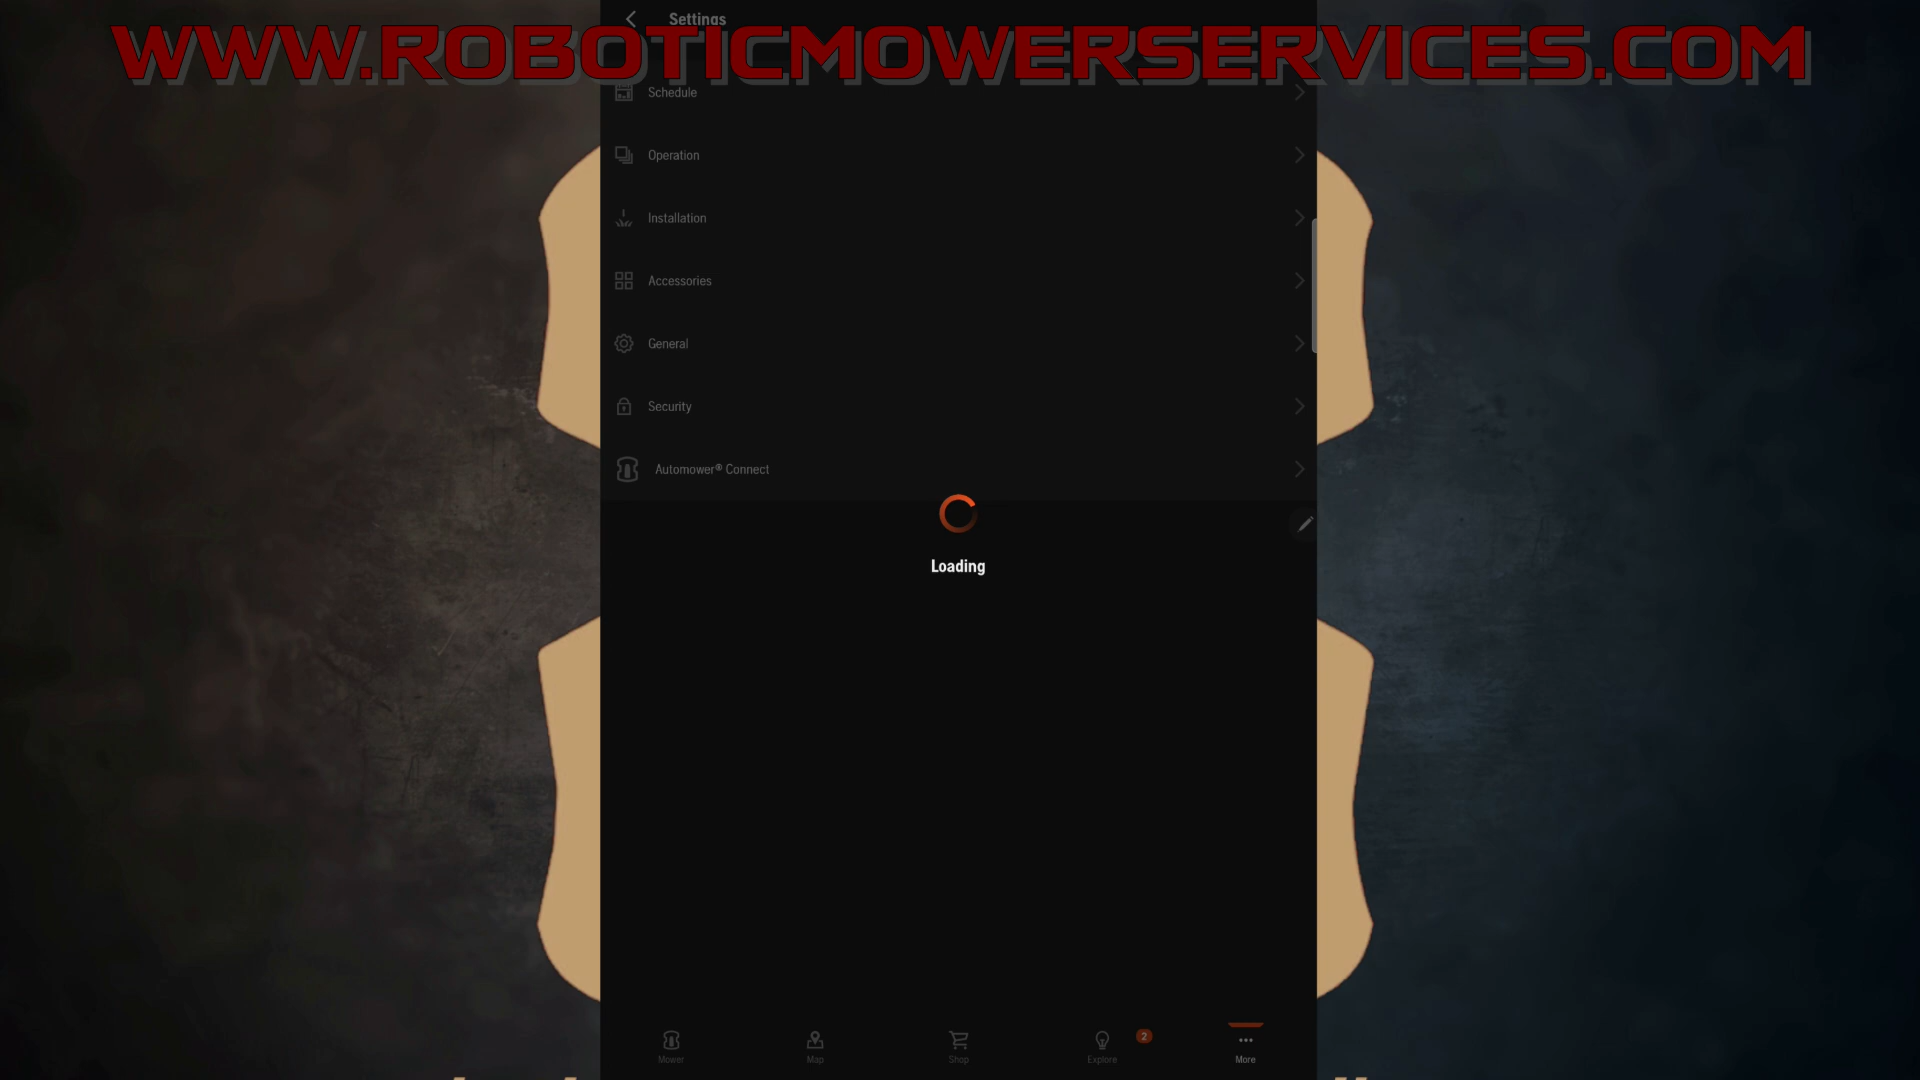 Settings
WWW.ROBOTICMOWERSERVICES.COM
Schedule
Operation
Installation
Accessories
General
Security
Automower® Connect
Loading
2
Mower
Map
Shop
Explore
More